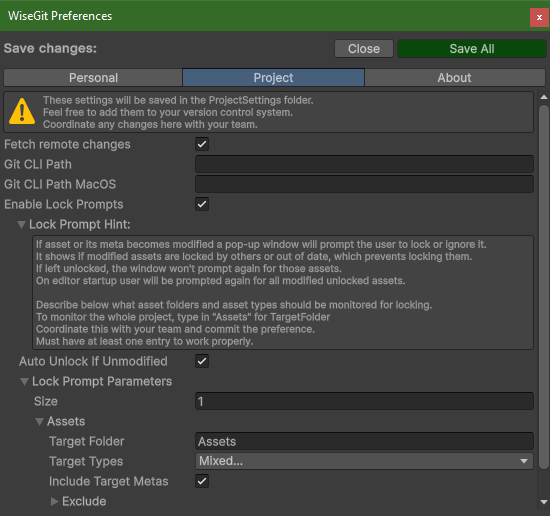 WiseGit Preferences
x
Save changes:
Close
Save All
Personal
Project
About
These settings will be saved in the ProjectSettings folder.
Feel free to add them to your version control system.
Coordinate any changes here with your team.
Fetch remote changes
Git CLI Path
Git CLI Path MacOS
Enable Lock Prompts
Lock Prompt Hint:
If asset or its meta becomes modified a pop-up window will prompt the user to lock or ignore it.
It shows if modified assets are locked by others or out of date, which prevents locking them.
If left unlocked, the window won't prompt again for those assets.
On editor startup user will be prompted again for all modified unlocked assets.
Describe below what asset folders and asset types should be monitored for locking.
To monitor the whole project, type in "Assets" for TargetFolder
Coordinate this with your team and commit the preference.
Must have at least one entry to work properly.
Auto Unlock If Unmodified
Lock Prompt Parameters
Size 1
Assets
Target Folder Assets
Target Types Mixed...
Include Target Metas
Exclude